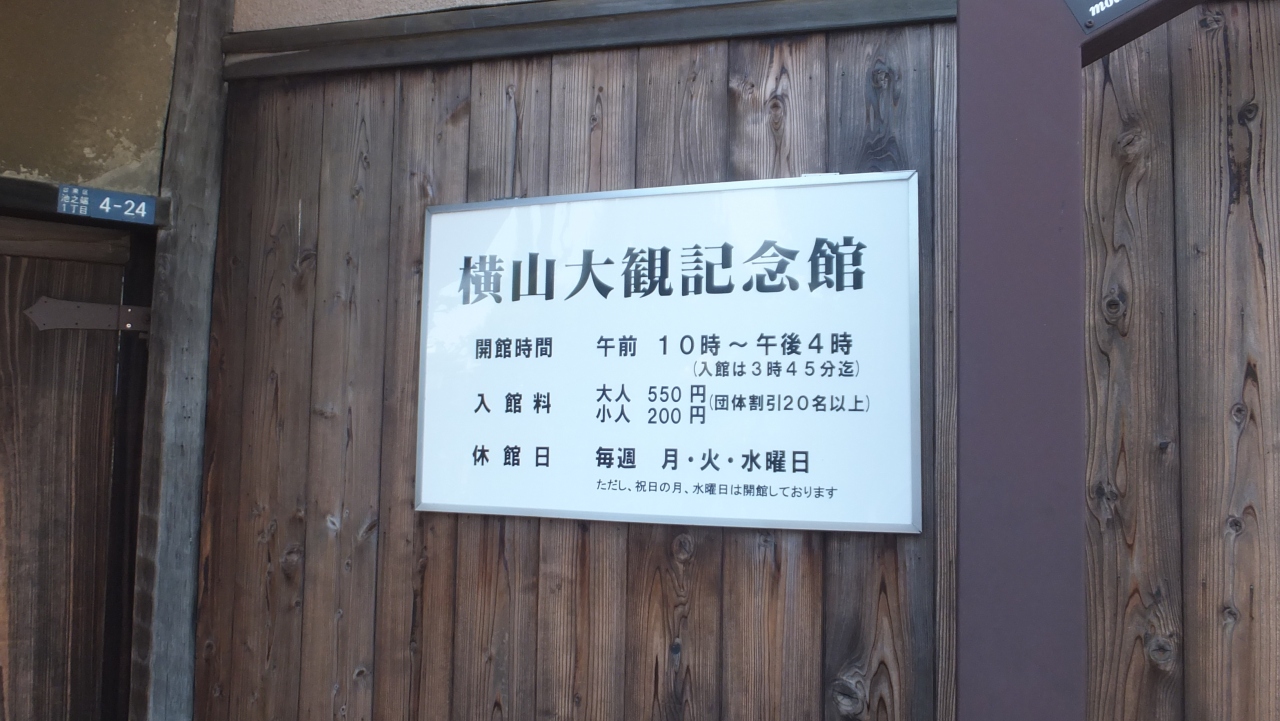 台東区
池之端
1丁目
4-24
横山大観記念館
開館時間 午前 10時～午後4時
(入館は3時45分迄)
入館料 大人 550円 (団体割引20名以上)
小人 200円
休館日 毎週 月・火・水曜日
ただし、祝日の月、水曜日は開館しております